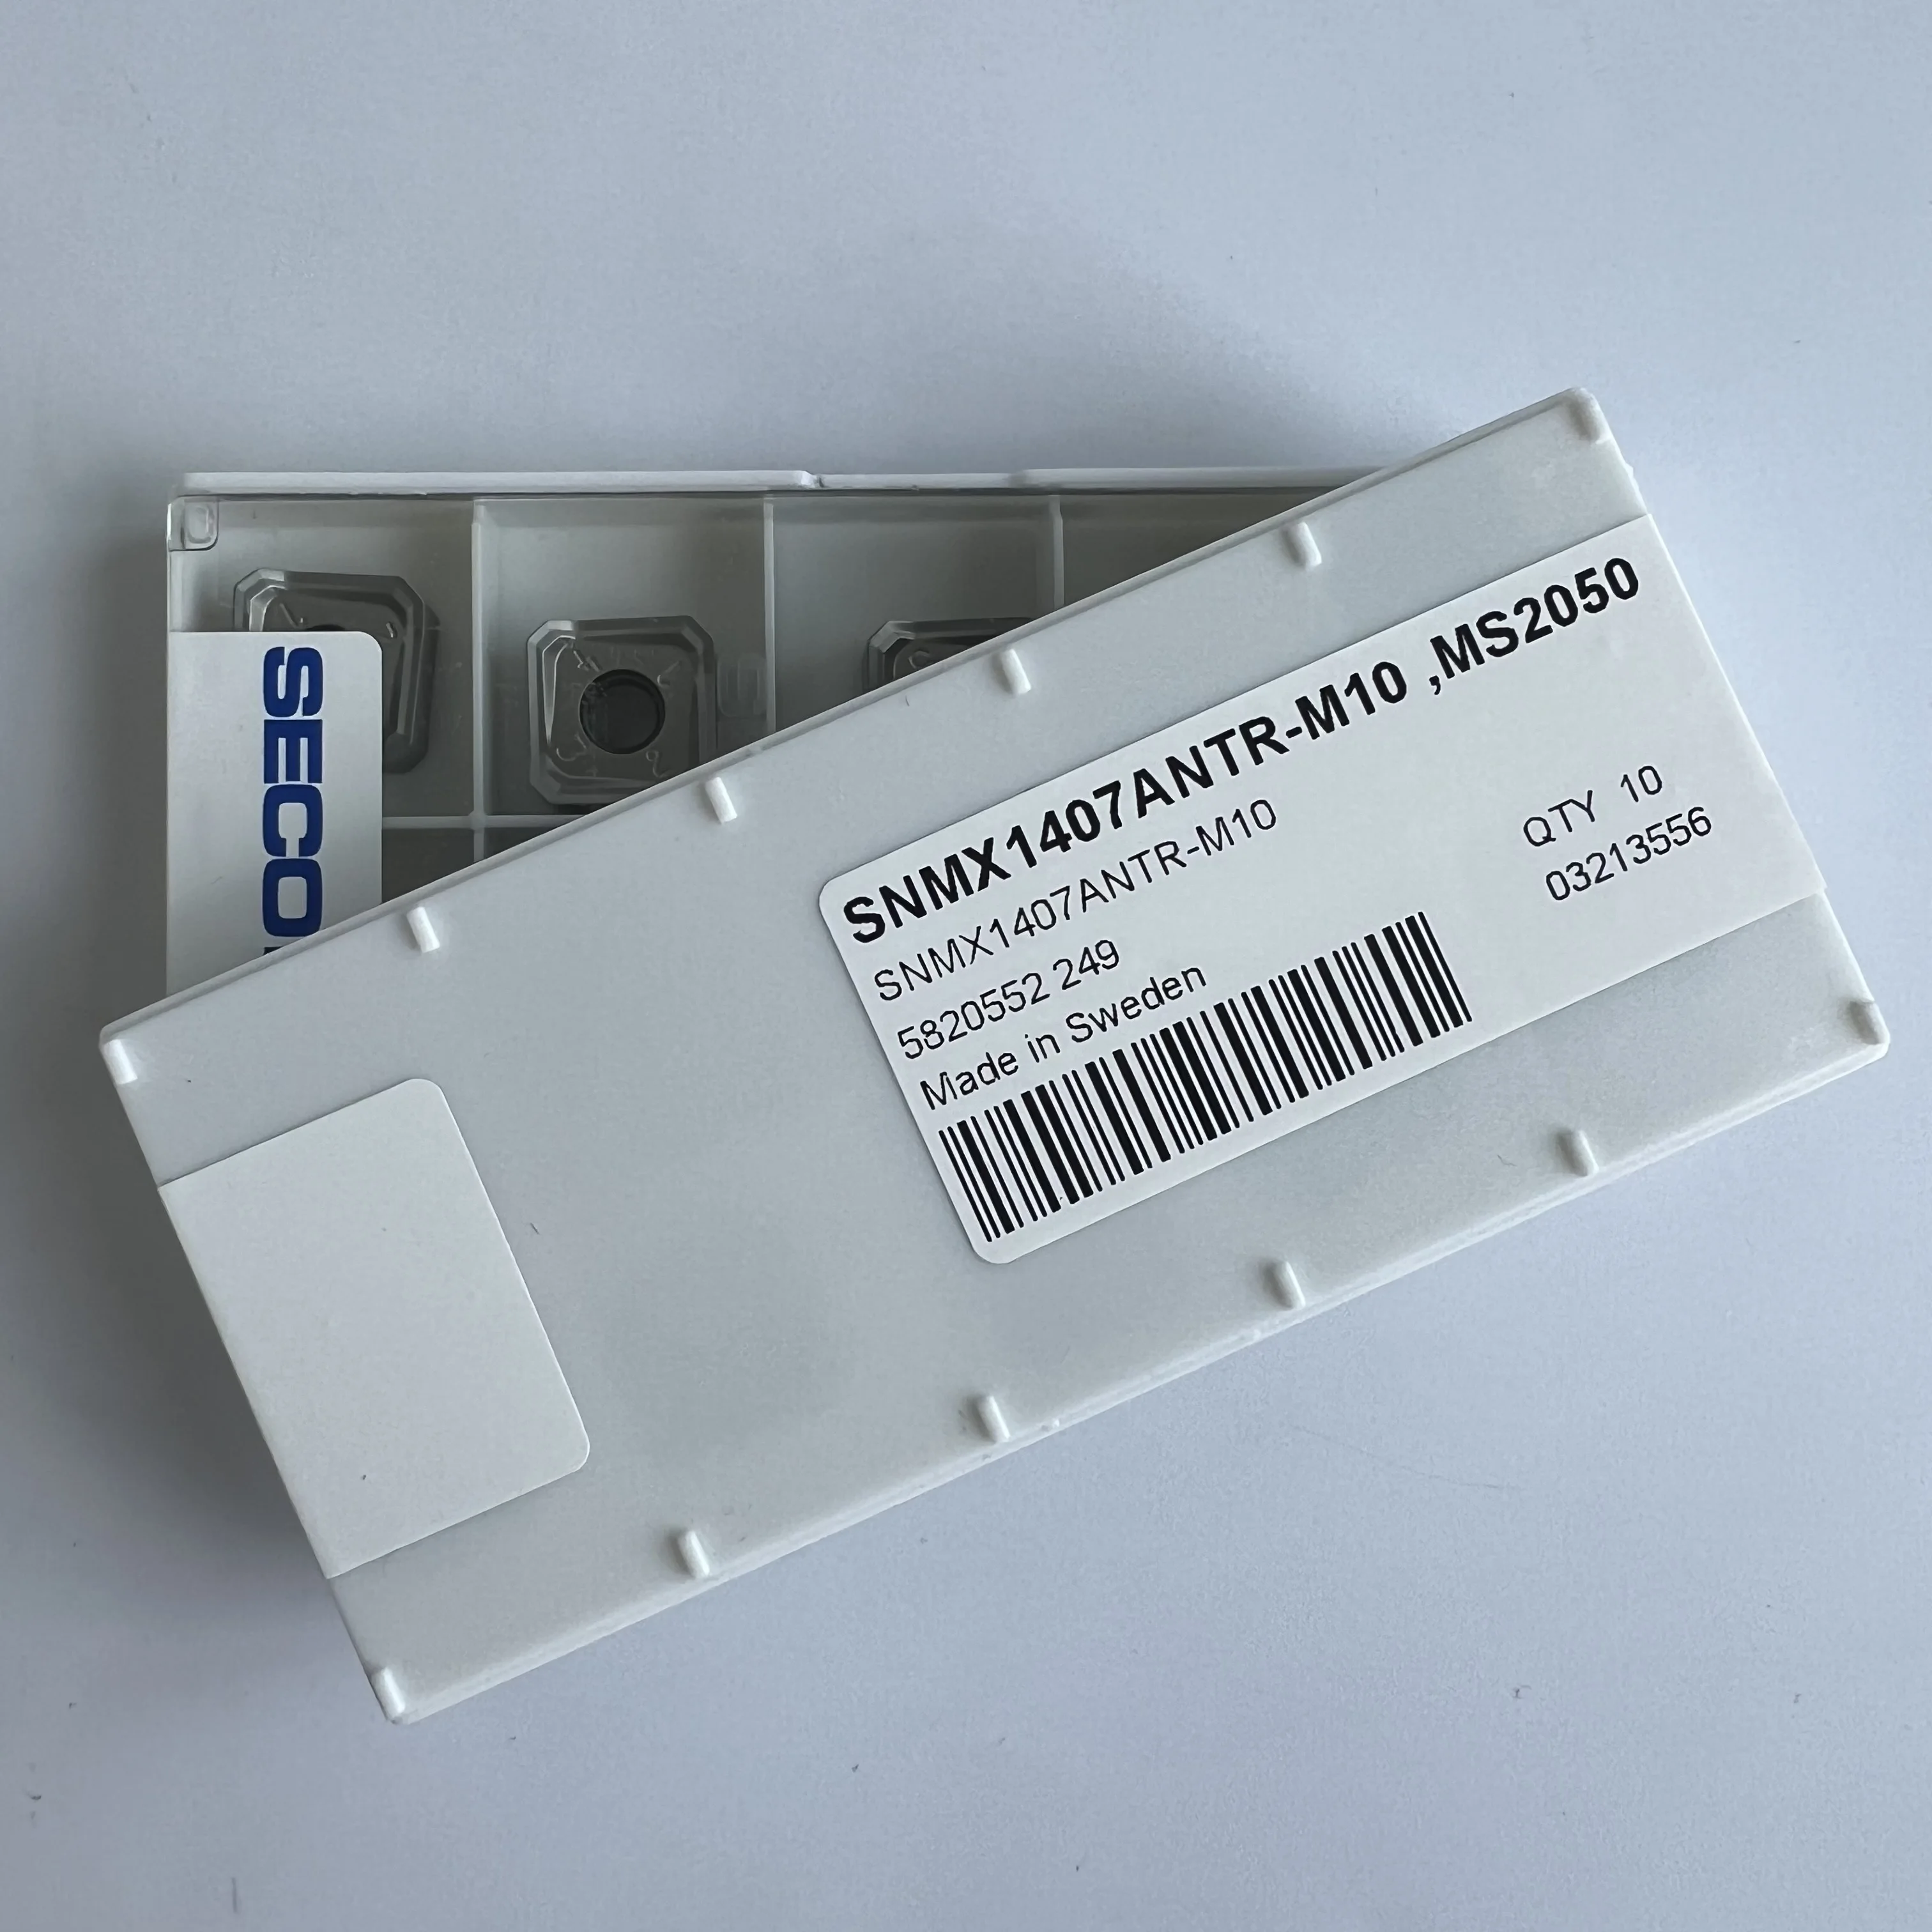 SECO
SNMX1407ANTR-M10 ,MS2050
SNMX1407ANTR-M10
5820552 249
Made in Sweden
QTY 10
03213556